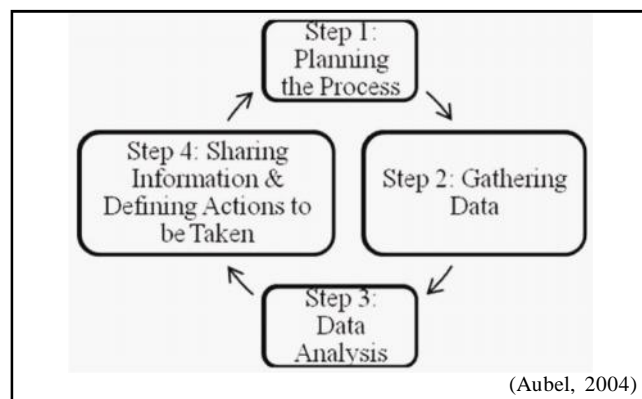 Step 1:
Planning
the Process
Step 2: Gathering
Data
Step 3:
Data
Analysis
Step 4: Sharing
Information &
Defining Actions to
be Taken
(Aubel, 2004)